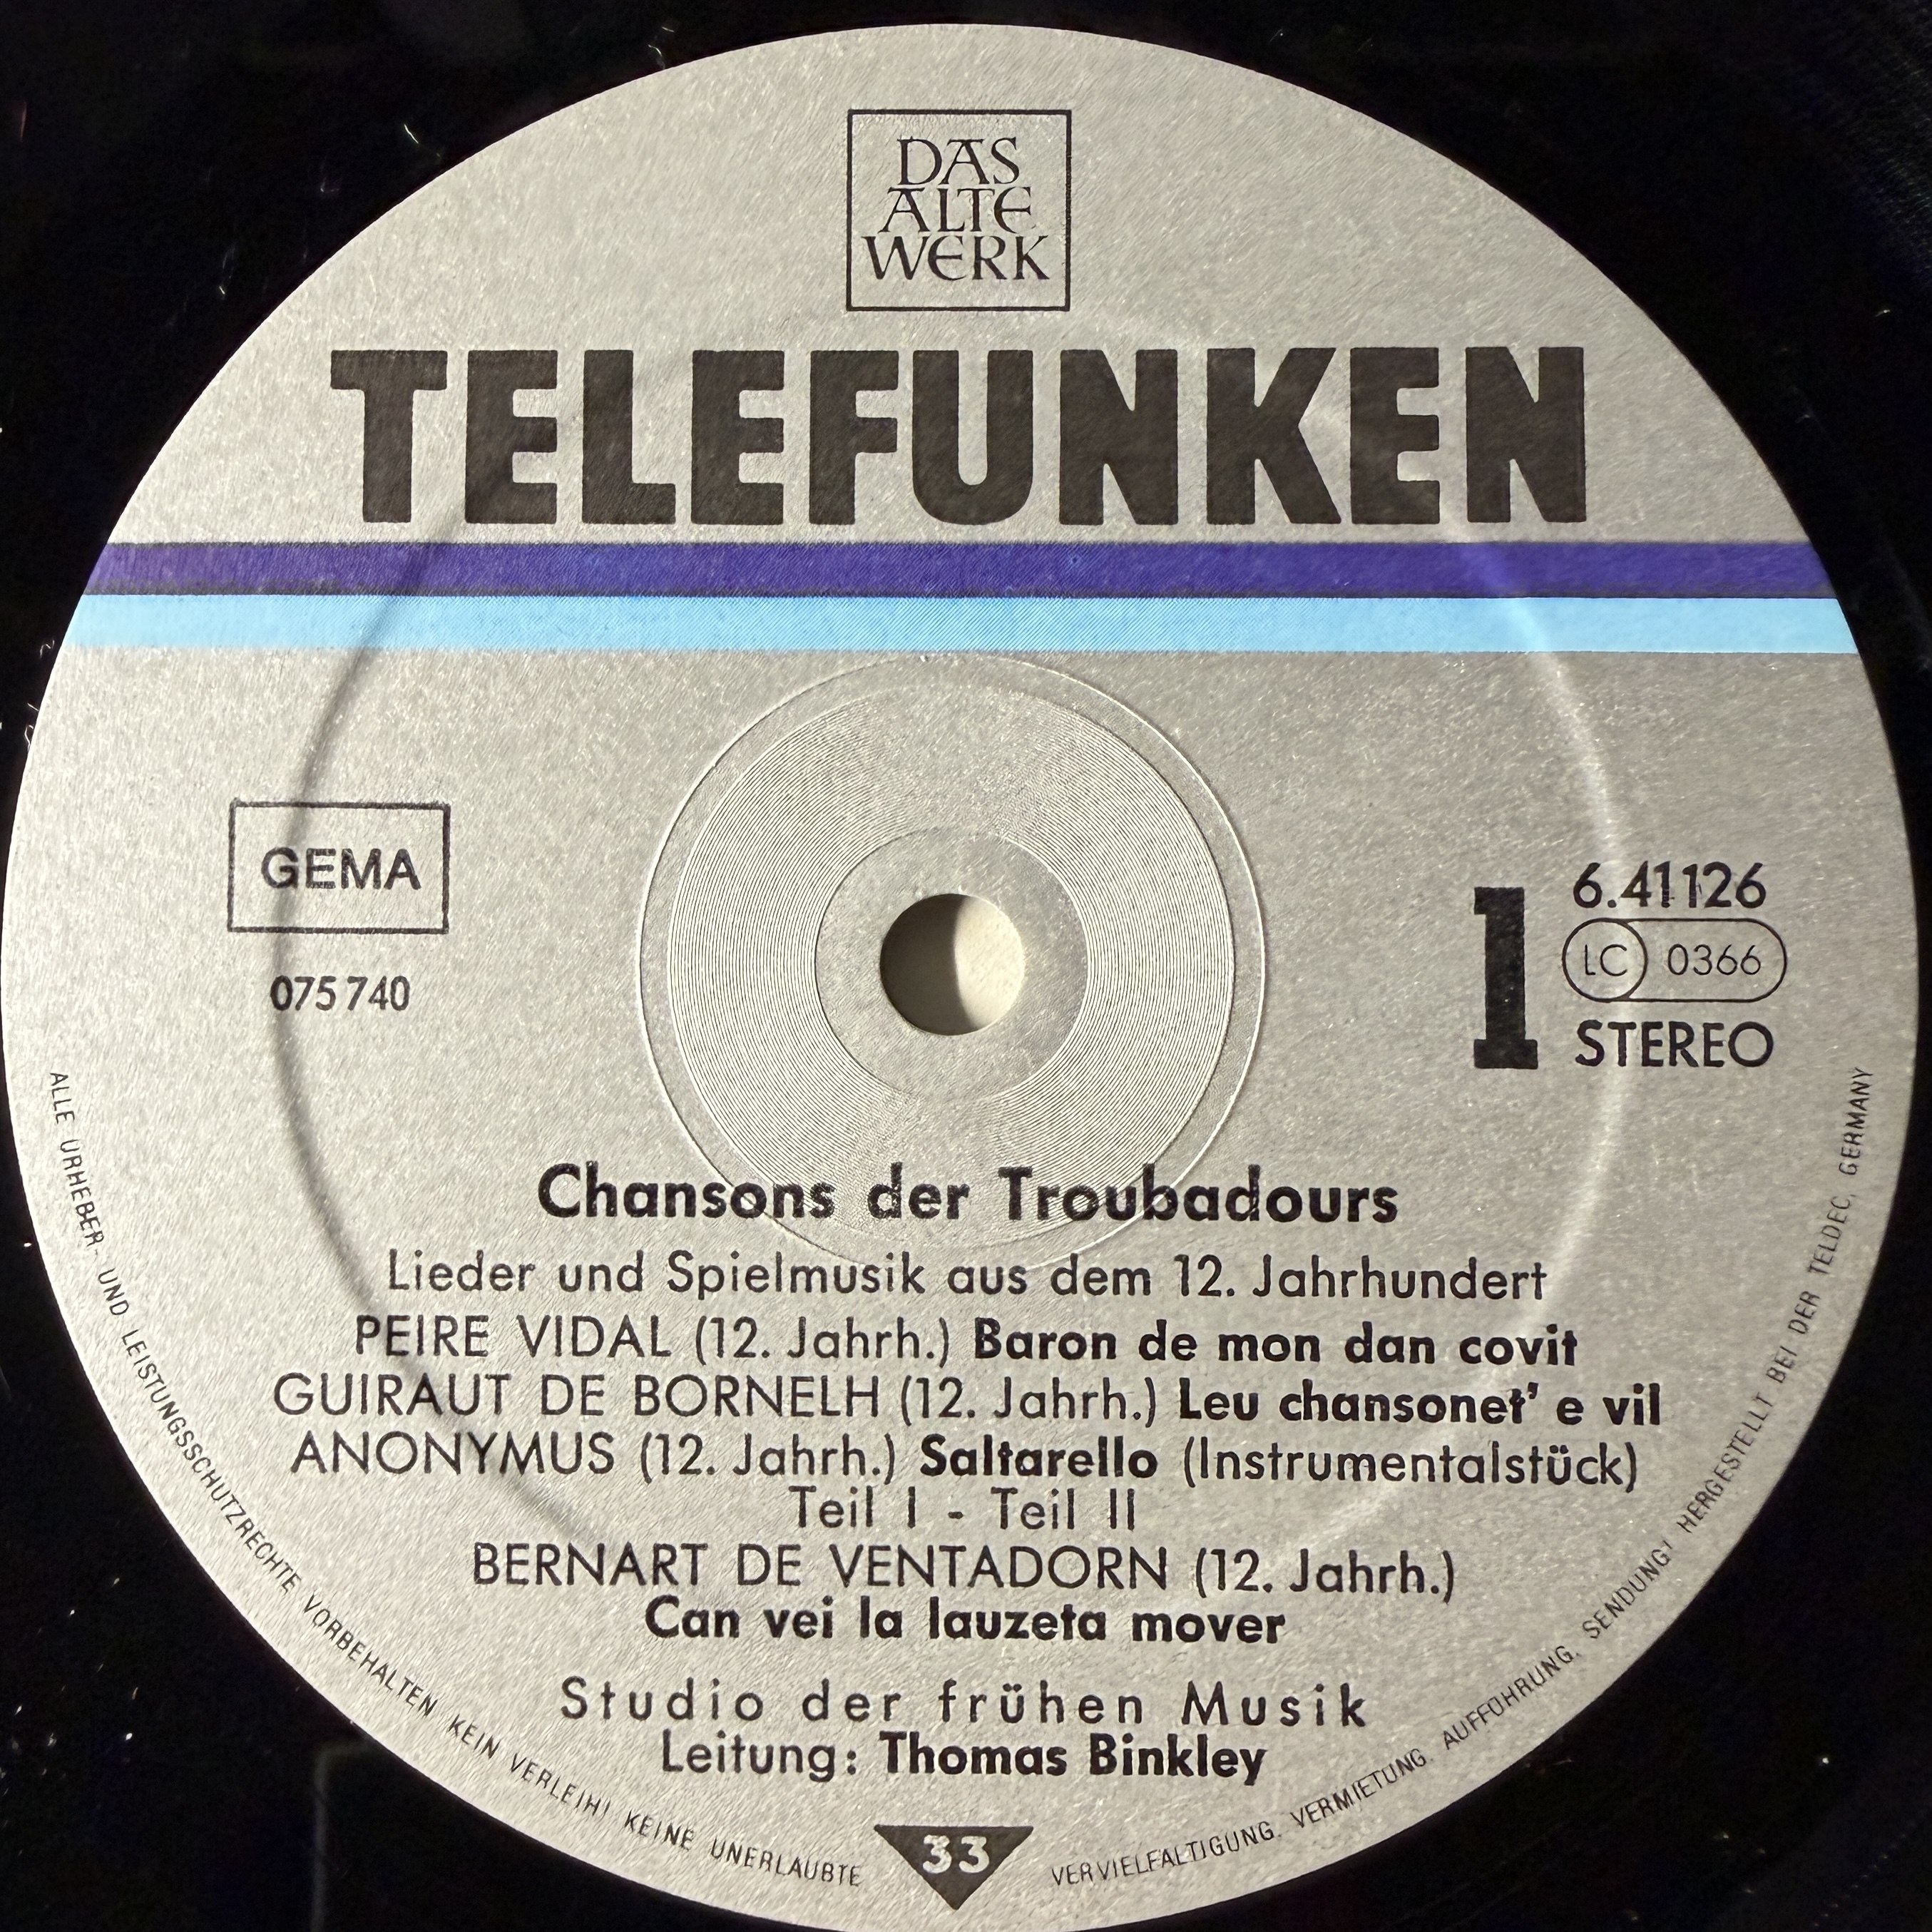 DAS
ALTE
WERK
TELEFUNKEN
GEMA
075 740
1
6.41126
LC 0366
STEREO
Chansons der Troubadours
Lieder und Spielmusik aus dem 12. Jahrhundert
PEIRE VIDAL (12. Jahrh.) Baron de mon dan covit
GUIRAUT DE BORNELH (12. Jahrh.) Leu chansonet' e vil
ANONYMUS (12. Jahrh.) Saltarello (Instrumentalstück)
Teil I - Teil II
BERNART DE VENTADORN (12. Jahrh.)
Can vei la lauzeta mover
Studio der frühen Musik
Leitung: Thomas Binkley
33
ALLE URHEBER- UND LEISTUNGSSCHUTZRECHTE VORBEHALTEN KEIN VERLEIH! KEINE UNERLAUBTE VERVIELFÄLTIGUNG, VERMIETUNG, AUFFÜHRUNG, SENDUNG! HERGESTELLT BEI DER TELDEC, GERMANY